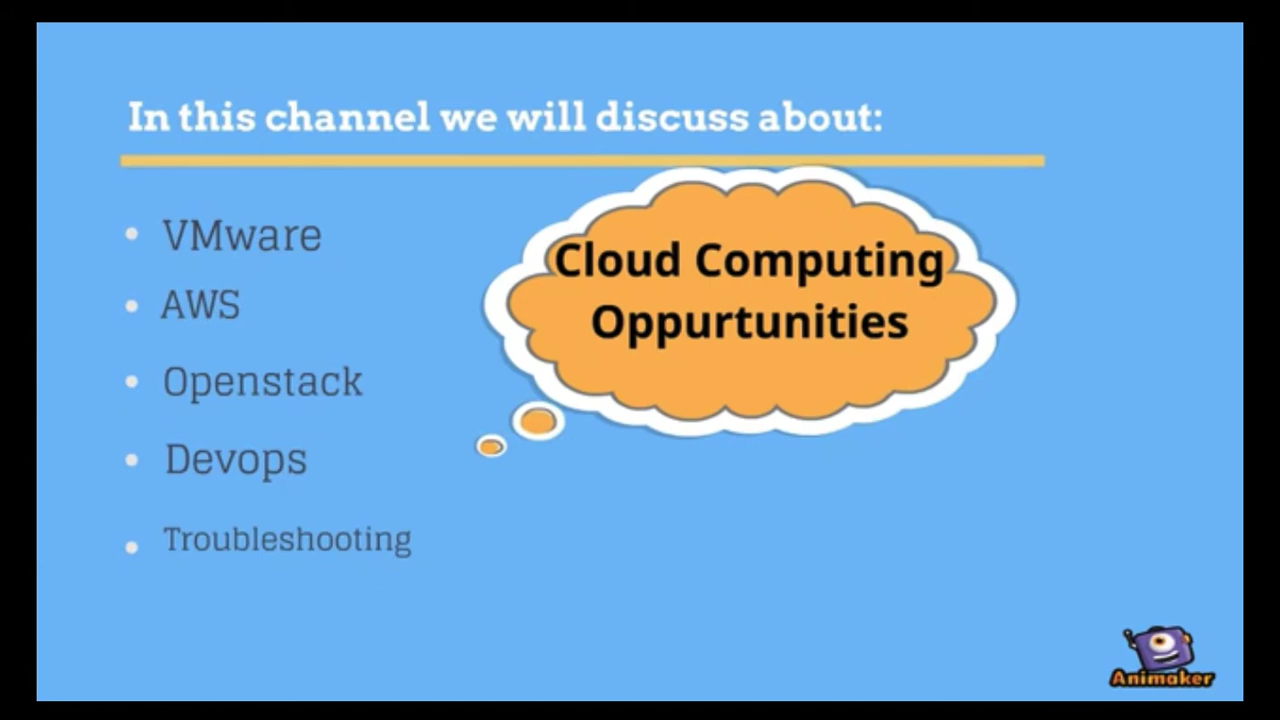 In this channel we will discuss about:
VMware
AWS
Openstack
Devops
Troubleshooting
Cloud Computing
Oppurtunities
Animaker